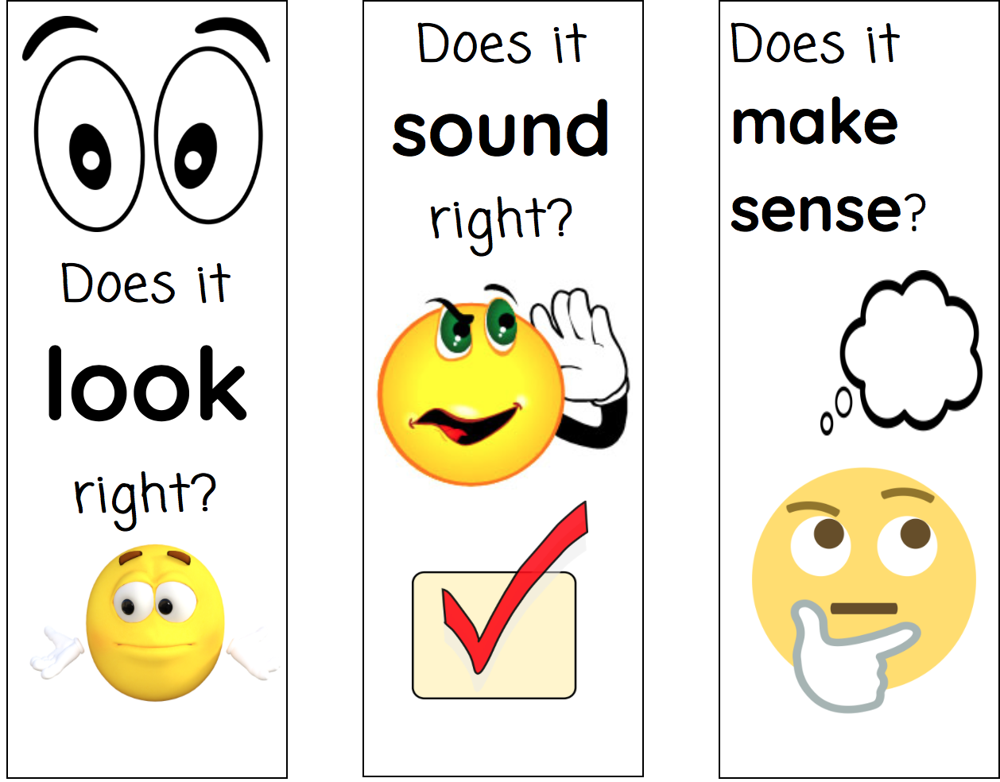 Does it
look
right?
Does it
sound
right?
Does it
make
sense?